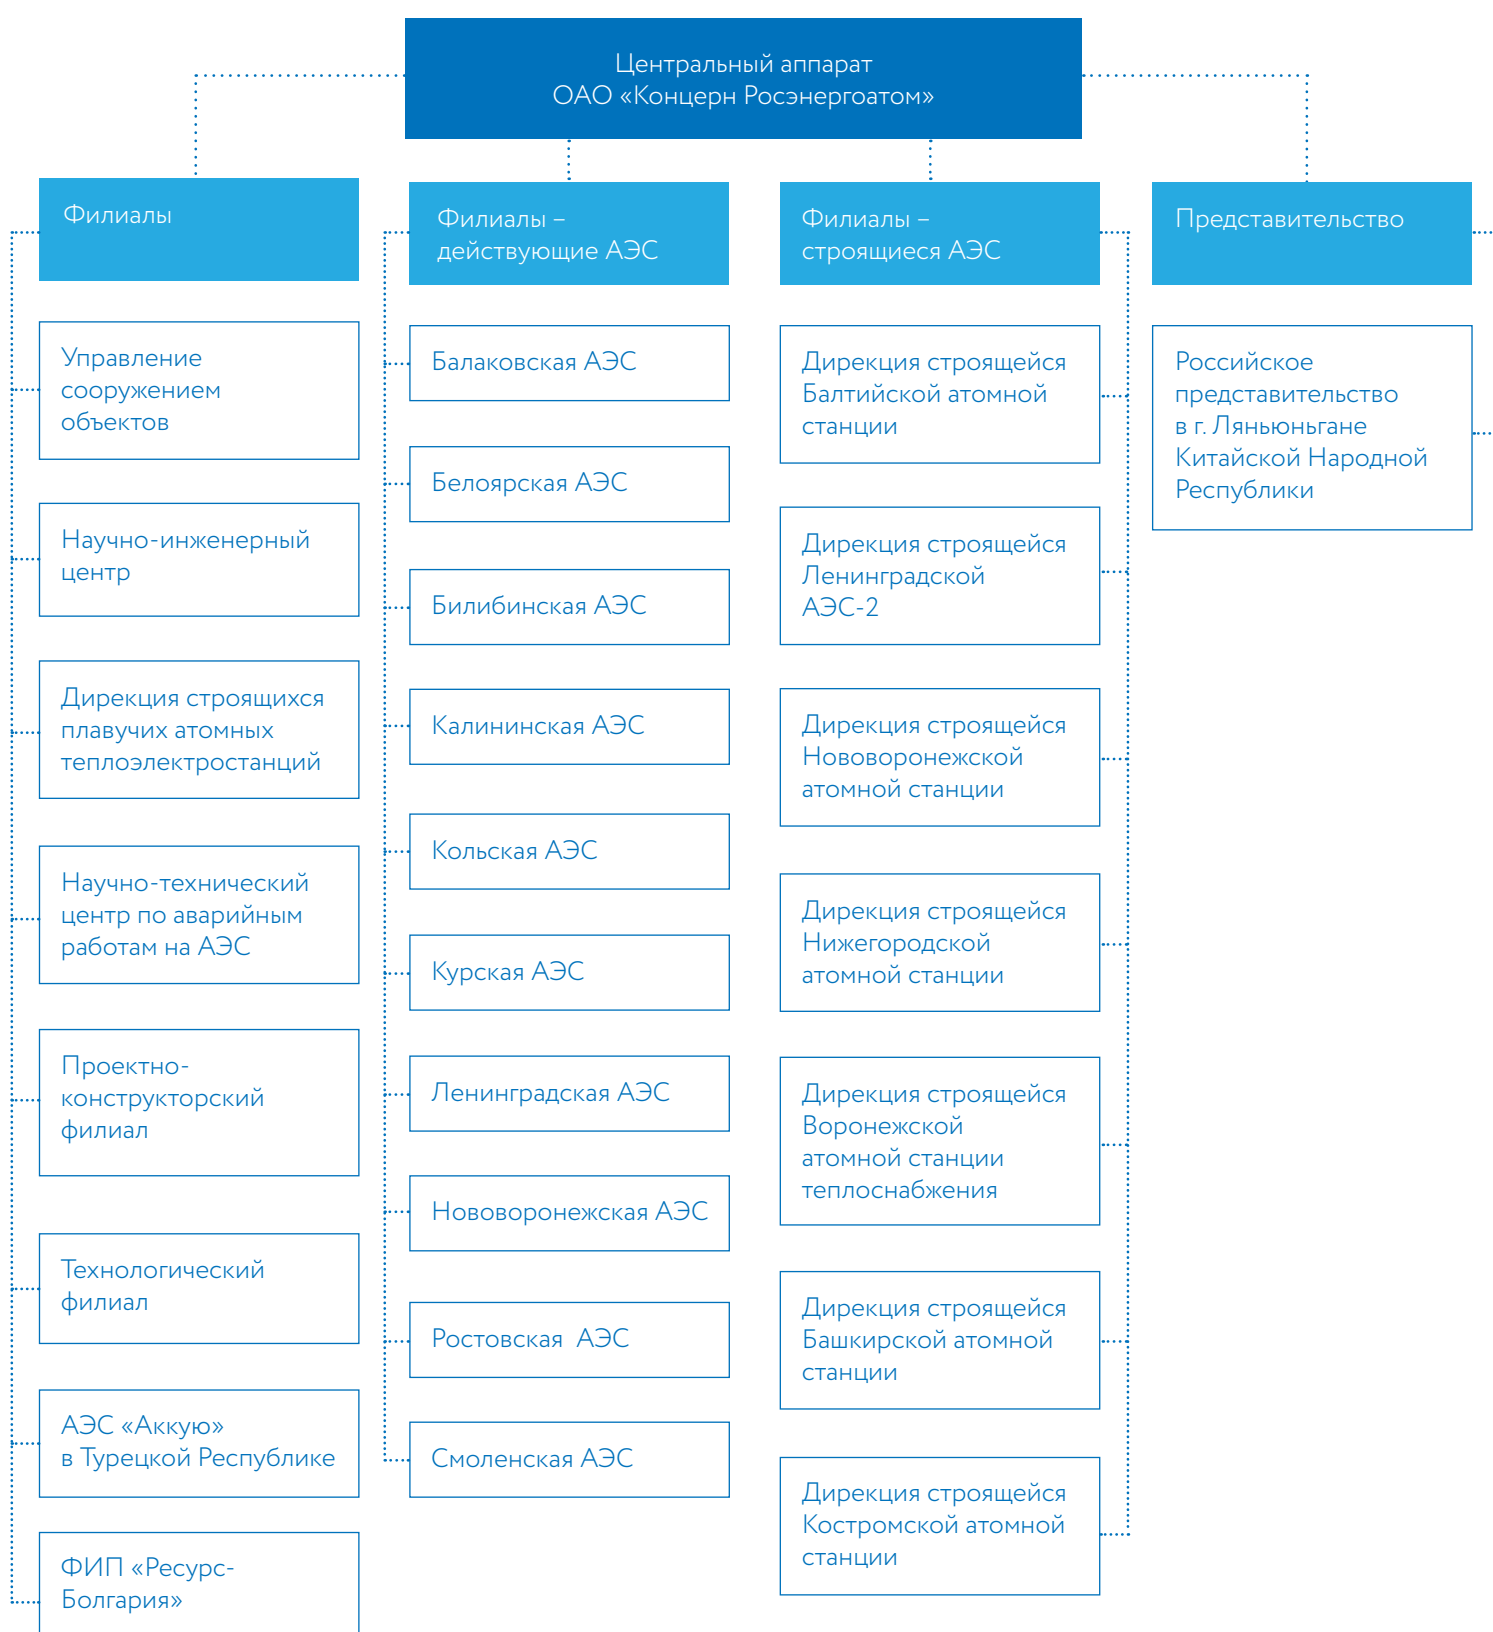 Центральный аппарат
ОАО «Концерн Росэнергоатом»
Филиалы
Управление
сооружением
объектов
Научно-инженерный
центр
Дирекция строящихся
плавучих атомных
теплоэлектростанций
Научно-технический
центр по аварийным
работам на АЭС
Проектно-
конструкторский
филиал
Технологический
филиал
АЭС «Аккую»
в Турецкой Республике
ФИП «Ресурс-
Болгария»
Филиалы –
действующие АЭС
Балаковская АЭС
Белоярская АЭС
Билибинская АЭС
Калининская АЭС
Кольская АЭС
Курская АЭС
Ленинградская АЭС
Нововоронежская АЭС
Ростовская АЭС
Смоленская АЭС
Филиалы –
строящиеся АЭС
Дирекция строящейся
Балтийской атомной
станции
Дирекция строящейся
Ленинградской
АЭС-2
Дирекция строящейся
Нововоронежской
атомной станции
Дирекция строящейся
Нижегородской
атомной станции
Дирекция строящейся
Воронежской
атомной станции
теплоснабжения
Дирекция строящейся
Башкирской атомной
станции
Дирекция строящейся
Костромской атомной
станции
Представительство
Российское
представительство
в г. Ляньюньгане
Китайской Народной
Республики